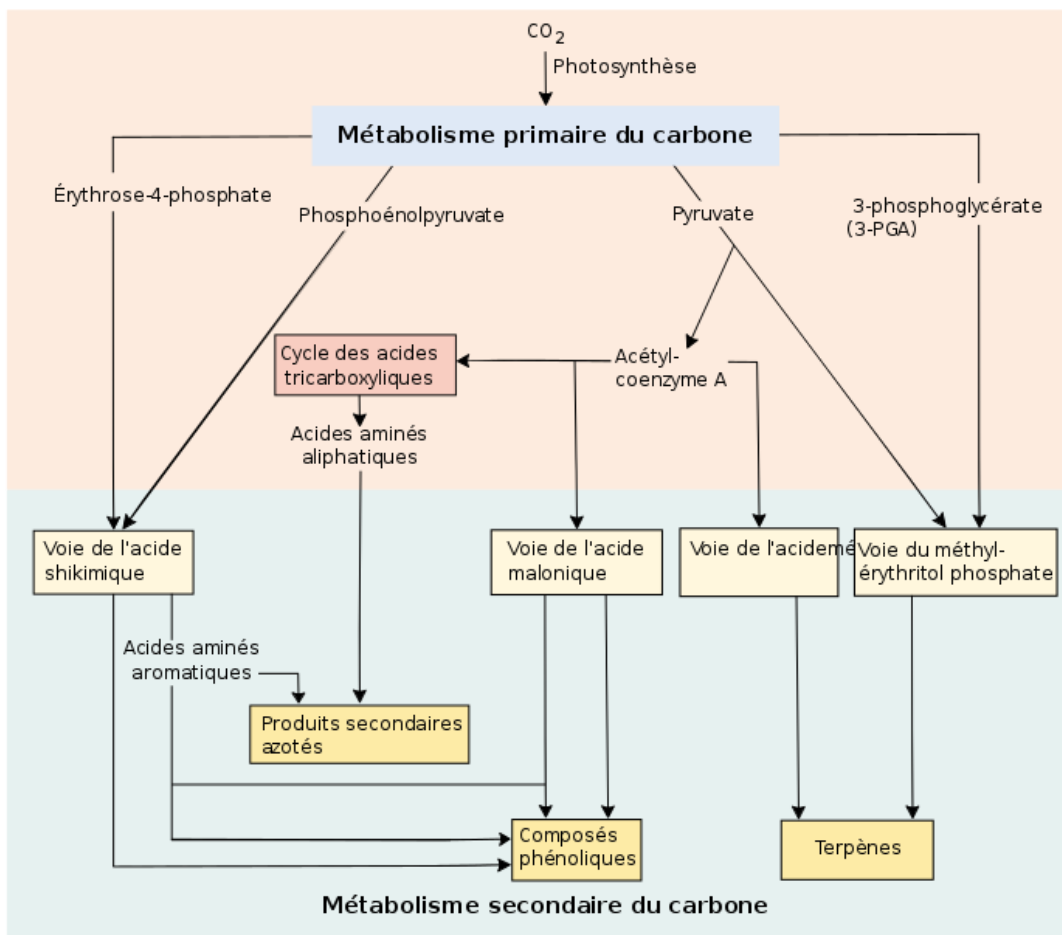 CO2
Photosynthèse
Métabolisme primaire du carbone
Érythrose-4-phosphate
Phosphoénolpyruvate
Pyruvate
3-phosphoglycérate
(3-PGA)
Cycle des acides
tricarboxyliques
Acétyl-
coenzyme A
Acides aminés
aliphatiques
Voie de l'acide
shikimique
Voie de l'acide
malonique
Voie de l'acidemé
Voie du méthyl-
érythritol phosphate
Acides aminés
aromatiques
Produits secondaires
azotés
Composés
phénoliques
Terpènes
Métabolisme secondaire du carbone